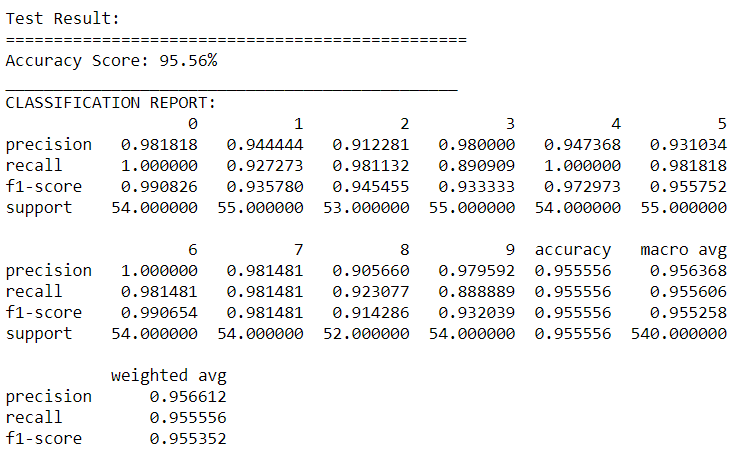 Test Result:
================================================
Accuracy Score: 95.56%
_______________________________________________
CLASSIFICATION REPORT:
0 1 2 3 4 5
precision 0.981818 0.944444 0.912281 0.980000 0.947368 0.931034
recall 1.000000 0.927273 0.981132 0.890909 1.000000 0.981818
f1-score 0.990826 0.935780 0.945455 0.933333 0.972973 0.955752
support 54.000000 55.000000 53.000000 55.000000 54.000000 55.000000
6 7 8 9 accuracy macro avg
precision 1.000000 0.981481 0.905660 0.979592 0.955556 0.956368
recall 0.981481 0.981481 0.923077 0.888889 0.955556 0.955606
f1-score 0.990654 0.981481 0.914286 0.932039 0.955556 0.955258
support 54.000000 54.000000 52.000000 54.000000 0.955556 540.000000
weighted avg
precision 0.956612
recall 0.955556
f1-score 0.955352